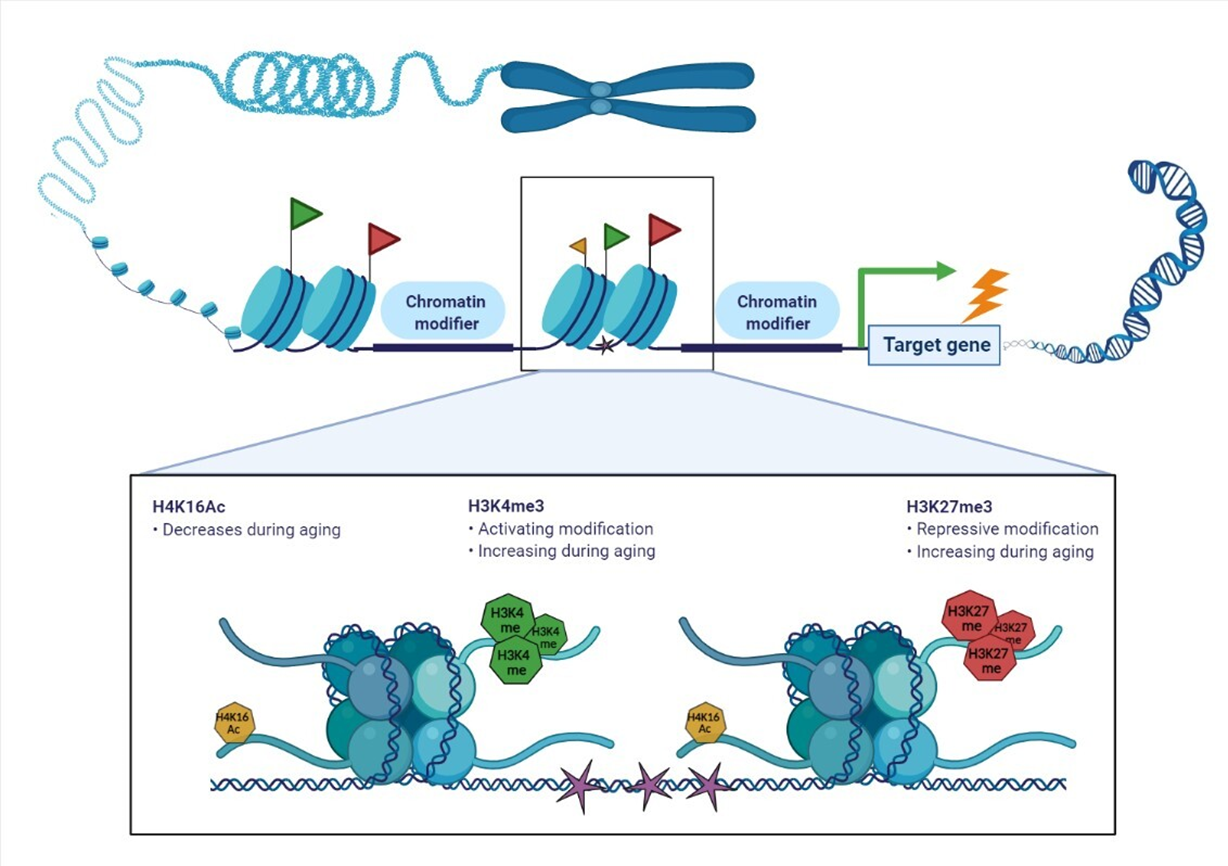 Chromatin
modifier
Chromatin
modifier
Target gene
H4K16Ac
• Decreases during aging
H3K4me3
• Activating modification
• Increasing during aging
H3K27me3
• Repressive modification
• Increasing during aging
H3K4
me
H3K4
me
H3K4
me
H4K16
Ac
H3K27
me
H3K27
me
H3K27
me
H4K16
Ac